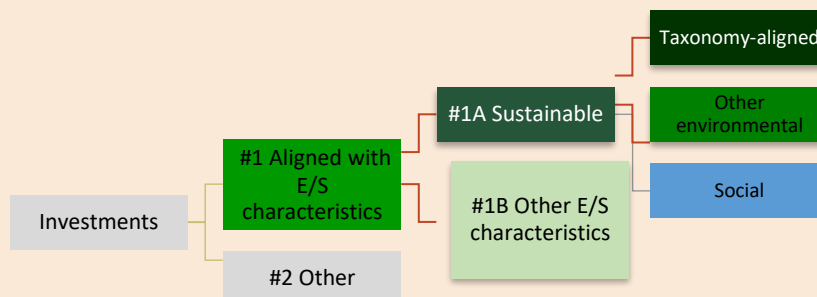 Taxonomy-aligned
#1A Sustainable
Other
environmental
#1 Aligned with
E/S
characteristics
#1B Other E/S
characteristics
Social
Investments
#2 Other